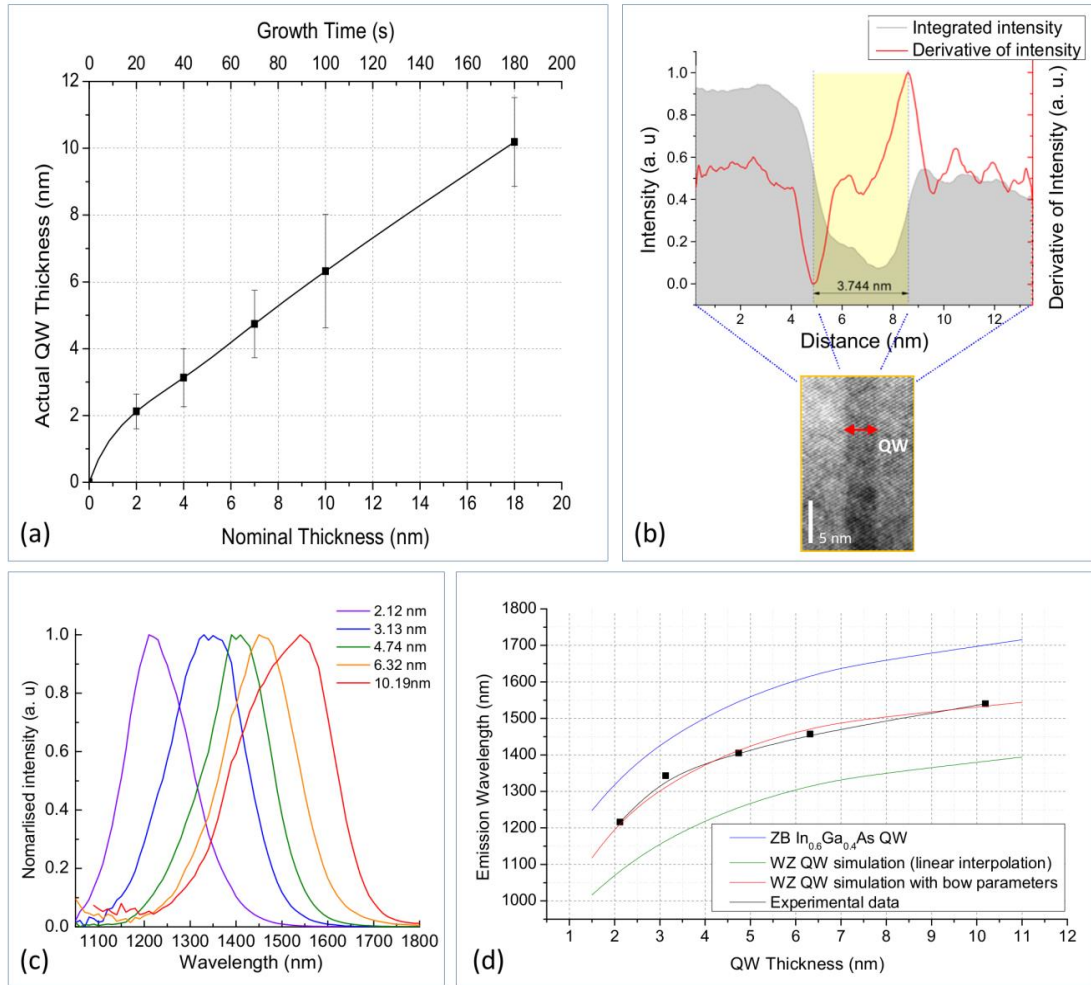 Growth Time (s)
0 20 40 60 80 100 120 140 160 180 200
12
10
8
6
4
2
0
Actual QW Thickness (nm)
0 2 4 6 8 10 12 14 16 18 20
(a)
Nominal Thickness (nm)
Integrated intensity
Derivative of intensity
1.0
0.8
0.6
0.4
0.2
0.0
Intensity (a. u)
Derivative of Intensity (a. u.)
3.744 nm
2 4 6 8 10 12
Distance (nm)
QW
5 nm
(b)
2.12 nm
3.13 nm
4.74 nm
6.32 nm
10.19nm
1.0
0.8
0.6
0.4
0.2
0.0
Nomarlised intensity (a. u)
1100 1200 1300 1400 1500 1600 1700 1800
(c)
Wavelength (nm)
1800
1700
1600
1500
1400
1300
1200
1100
1000
Emission Wavelength (nm)
ZB In0.6Ga0.4As QW
WZ QW simulation (linear interpolation)
WZ QW simulation with bow parameters
Experimental data
1 2 3 4 5 6 7 8 9 10 11 12
(d)
QW Thickness (nm)